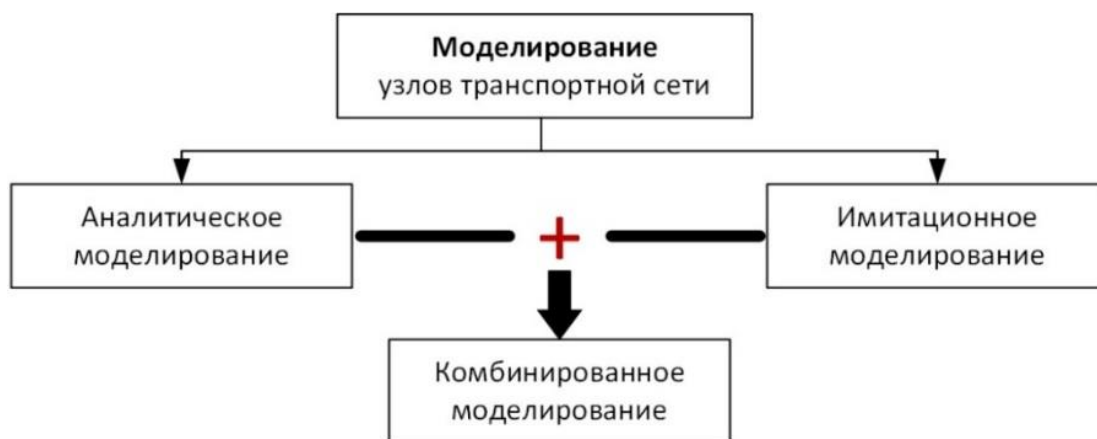 Моделирование
узлов транспортной сети
Аналитическое
моделирование
+
Имитационное
моделирование
Комбинированное
моделирование